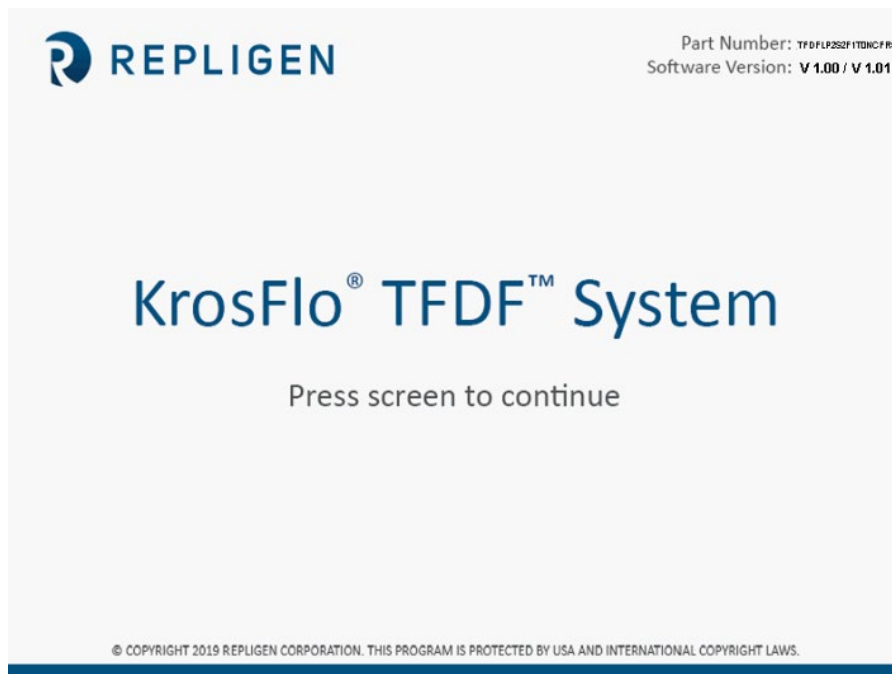 REPLIGEN
Part Number:
Software Version: V 1.00 / V 1.01
KrosFlo® TFDF™ System
Press screen to continue
© COPYRIGHT 2019 REPLIGEN CORPORATION. THIS PROGRAM IS PROTECTED BY USA AND INTERNATIONAL COPYRIGHT LAWS.